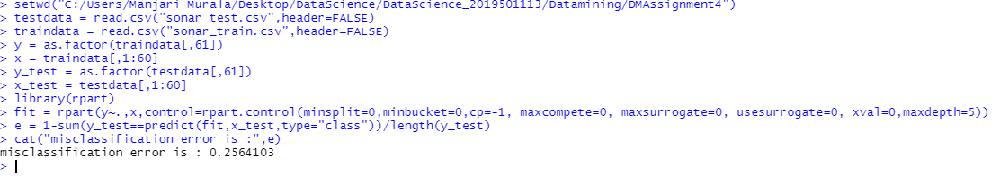 > setwd("C:/Users/Manjari Murala/Desktop/DataScience/DataScience_2019501113/Datamining/DMAssignment4")
> testdata = read.csv("sonar_test.csv",header=FALSE)
> traindata = read.csv("sonar_train.csv",header=FALSE)
> y = as.factor(traindata[,61])
> x = traindata[,1:60]
> y_test = as.factor(testdata[,61])
> x_test = testdata[,1:60]
> library(rpart)
> fit = rpart(y~.,x,control=rpart.control(minsplit=0,minbucket=0,cp=-1, maxcompete=0, maxsurrogate=0, usesurrogate=0, xval=0,maxdepth=5))
> e = 1-sum(y_test==predict(fit,x_test,type="class"))/length(y_test)
> cat("misclassification error is :",e)
misclassification error is : 0.2564103
>